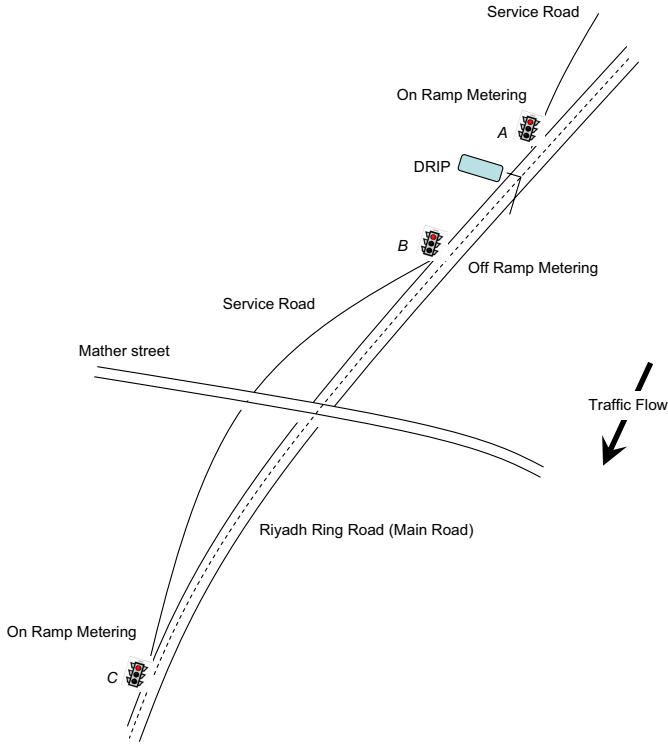 Service Road
On Ramp Metering
A
DRIP
B
Off Ramp Metering
Service Road
Mather street
Traffic Flow
Riyadh Ring Road (Main Road)
On Ramp Metering
C